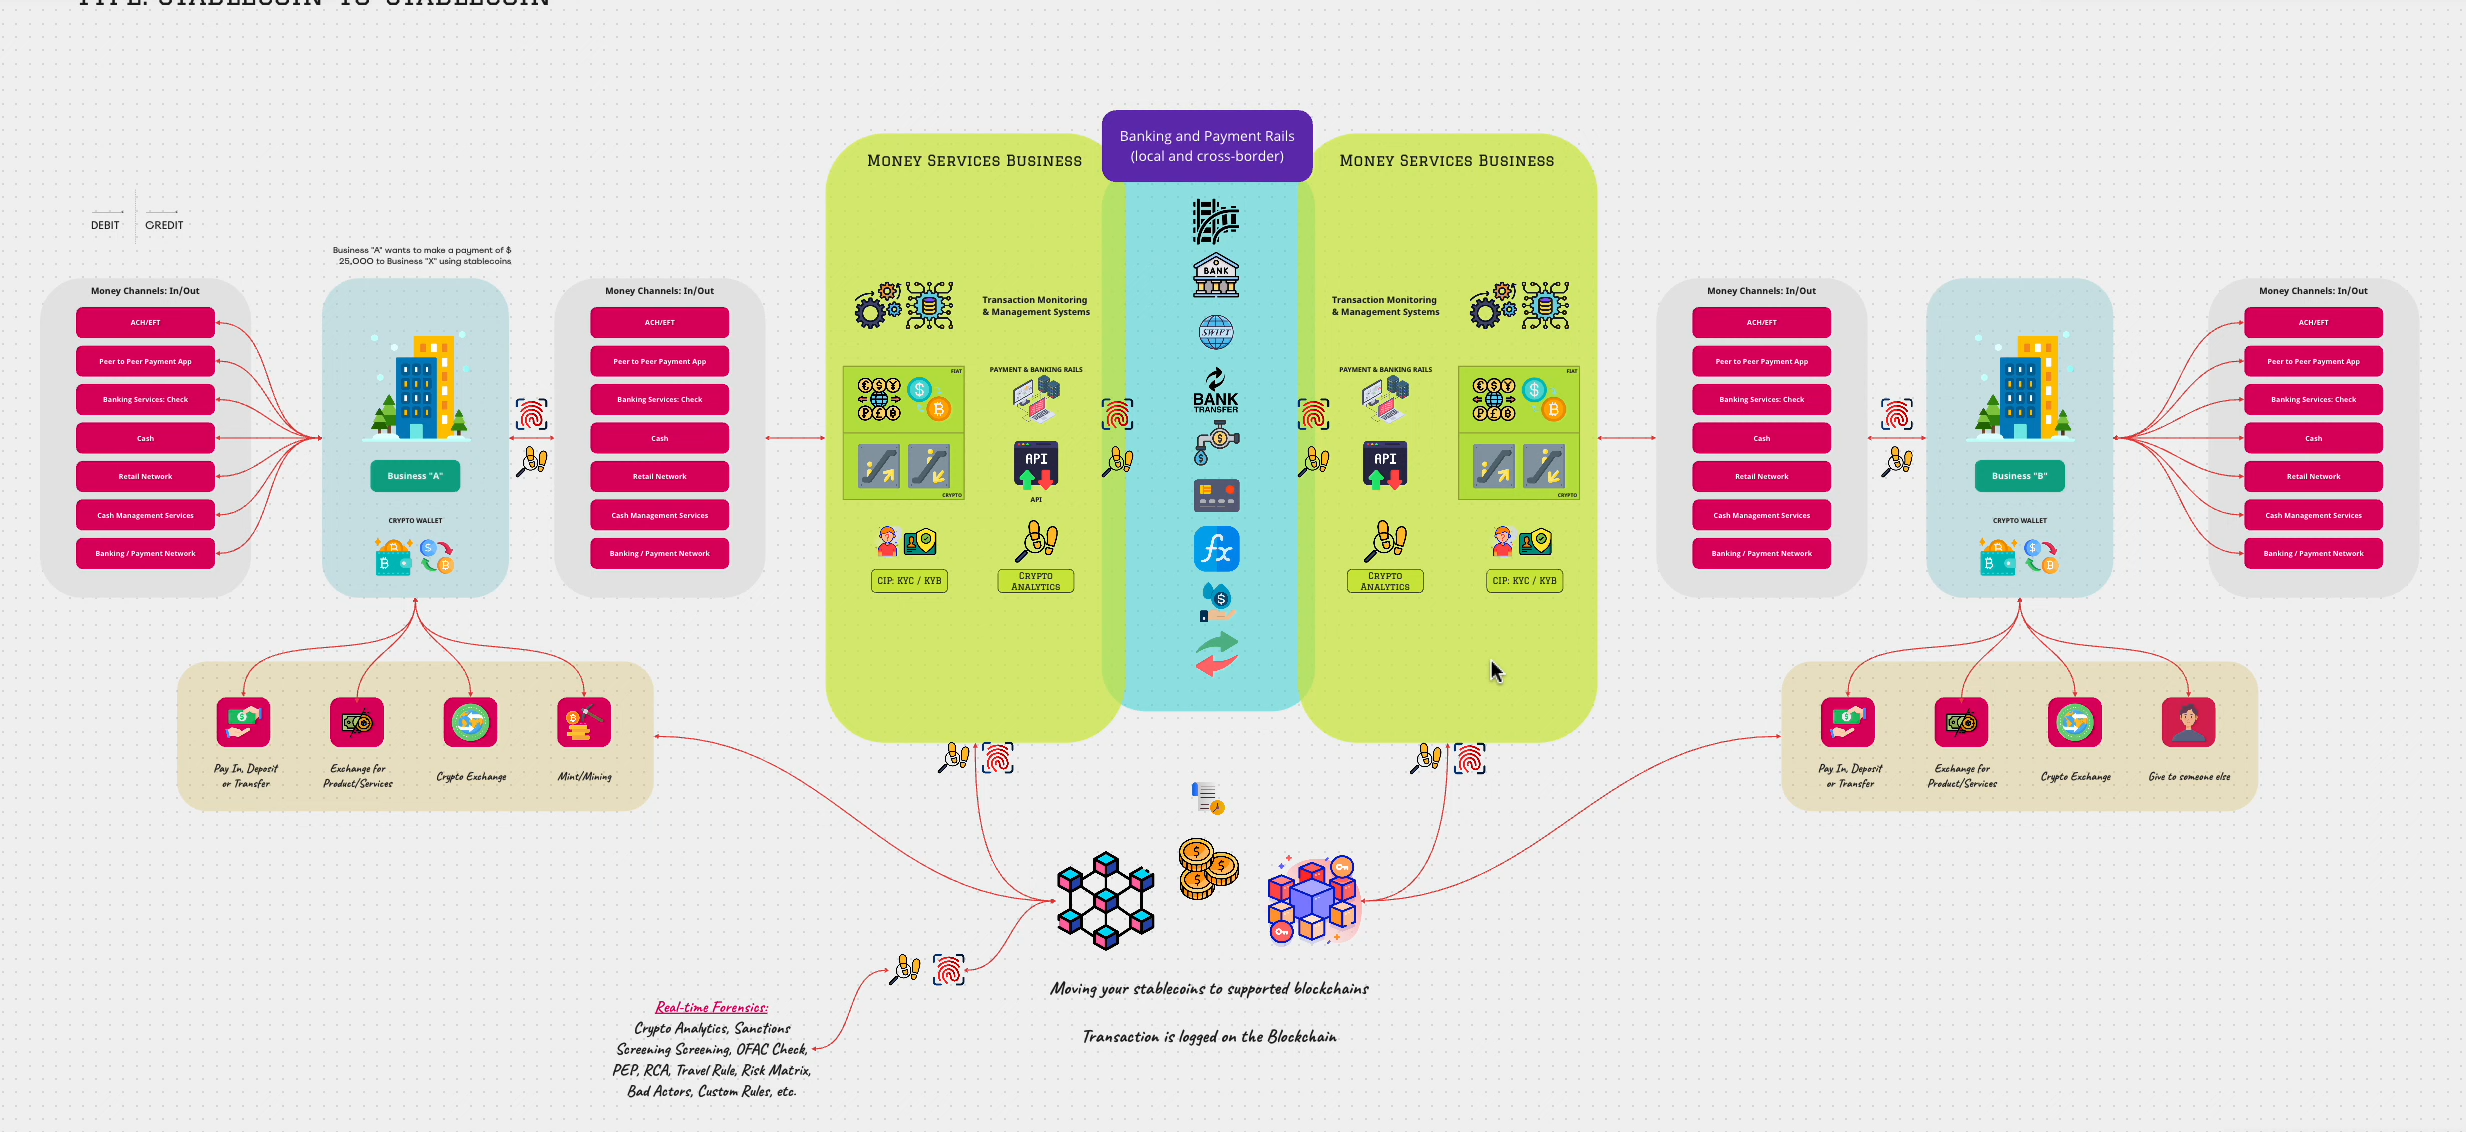 TYPE: STABLECOIN TO STABLECOIN
Banking and Payment Rails
(local and cross-border)
Money Services Business
Money Services Business
DEBIT
CREDIT
Business "A" wants to make a payment of $
25,000 to Business "X" using stablecoins
Money Channels: In/Out
ACH/EFT
Peer to Peer Payment App
Banking Services: Check
Cash
Retail Network
Cash Management Services
Banking / Payment Network
Business "A"
CRYPTO WALLET
Money Channels: In/Out
ACH/EFT
Peer to Peer Payment App
Banking Services: Check
Cash
Retail Network
Cash Management Services
Banking / Payment Network
Transaction Monitoring
& Management Systems
FIAT
CRYPTO
PAYMENT & BANKING RAILS
API
API
CIP: KYC / KYB
Crypto
Analytics
BANK
SWIFT
BANK
TRANSFER
fx
Transaction Monitoring
& Management Systems
PAYMENT & BANKING RAILS
API
FIAT
CRYPTO
Crypto
Analytics
CIP: KYC / KYB
Money Channels: In/Out
ACH/EFT
Peer to Peer Payment App
Banking Services: Check
Cash
Retail Network
Cash Management Services
Banking / Payment Network
Business "B"
CRYPTO WALLET
Money Channels: In/Out
ACH/EFT
Peer to Peer Payment App
Banking Services: Check
Cash
Retail Network
Cash Management Services
Banking / Payment Network
Pay In, Deposit
or Transfer
Exchange for
Product/Services
Crypto Exchange
Mint/Mining
Pay In, Deposit
or Transfer
Exchange for
Product/Services
Crypto Exchange
Give to someone else
Moving your stablecoins to supported blockchains
Transaction is logged on the Blockchain
Real-time Forensics:
Crypto Analytics, Sanctions
Screening Screening, OFAC Check,
PEP, RCA, Travel Rule, Risk Matrix,
Bad Actors, Custom Rules, etc.